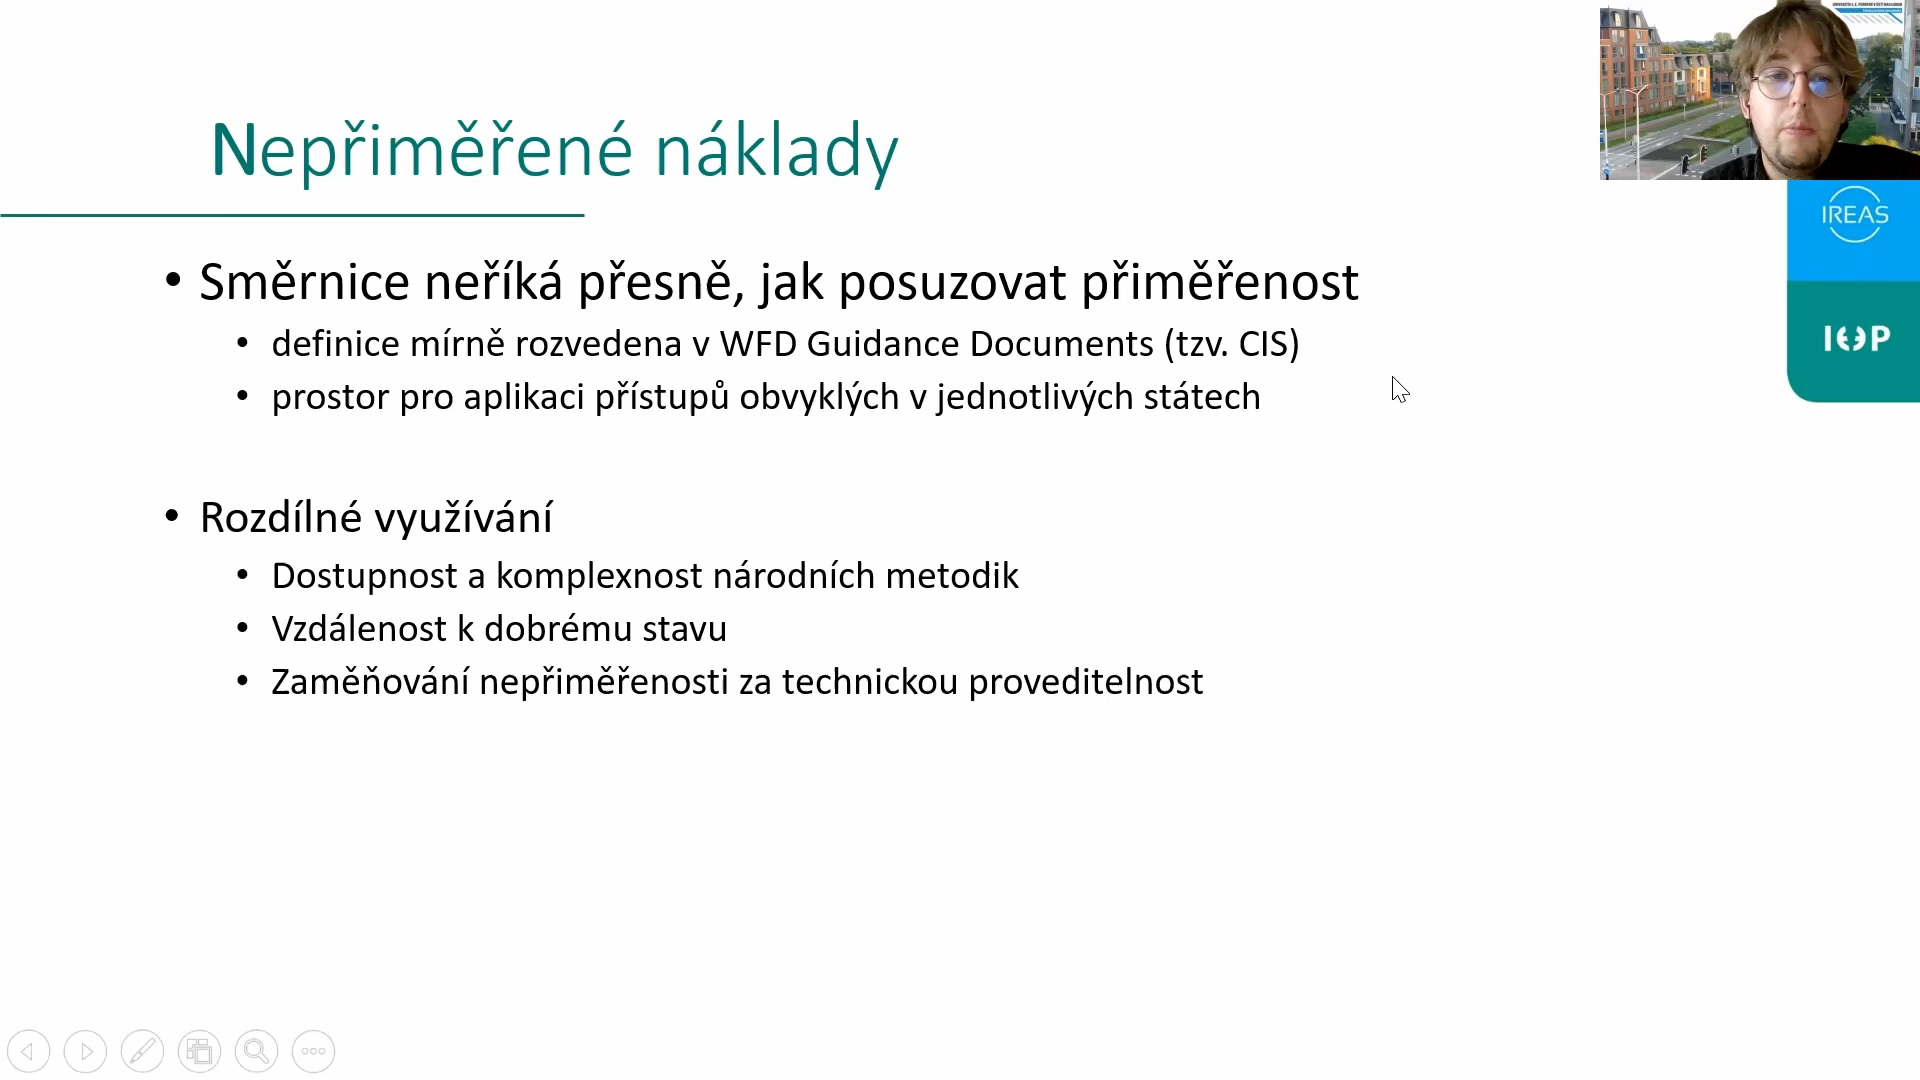 Nepřiměřené náklady
• Směrnice neříká přesně, jak posuzovat přiměřenost
• definice mírně rozvedena v WFD Guidance Documents (tzv. CIS)
• prostor pro aplikaci přístupů obvyklých v jednotlivých státech
• Rozdílné využívání
• Dostupnost a komplexnost národních metodik
• Vzdálenost k dobrému stavu
• Zaměňování nepřiměřenosti za technickou proveditelnost
IREAS